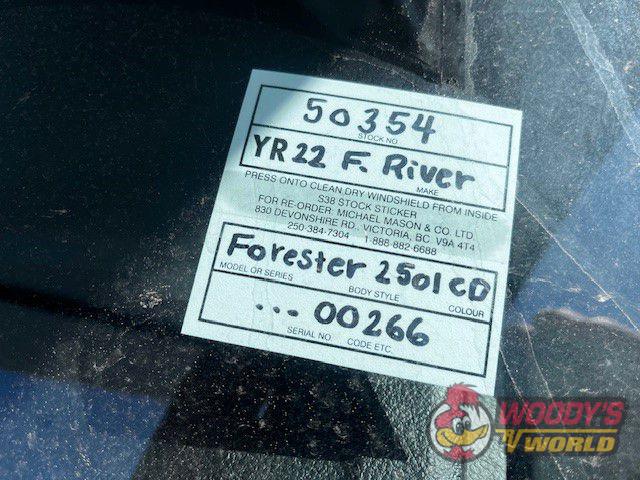 50354
STOCK NO
YR 22 F. River
MAKE
PRESS ONTO CLEAN DRY WINDSHIELD FROM INSIDE
S38 STOCK STICKER
FOR RE-ORDER: MICHAEL MASON & CO. LTD.
830 DEVONSHIRE RD., VICTORIA, BC V9A 4T4
250-384-7304 1-888-882-6688
Forester 2501CD
MODEL OR SERIES BODY STYLE COLOUR
... 00266
SERIAL NO. CODE ETC.
WOODY'S
RV WORLD